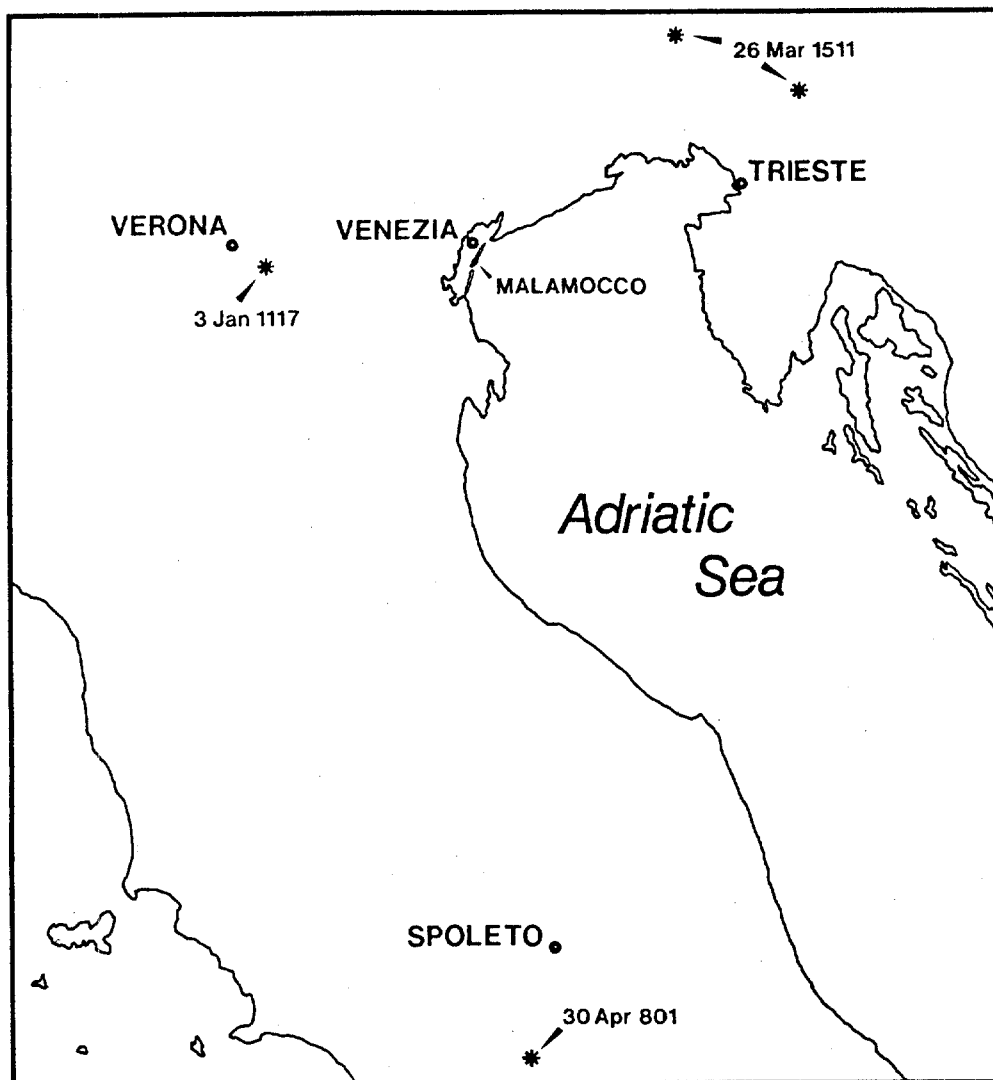 26 Mar 1511
TRIESTE
VERONA
VENEZIA
MALAMOCCO
3 Jan 1117
Adriatic
Sea
SPOLETO
30 Apr 801